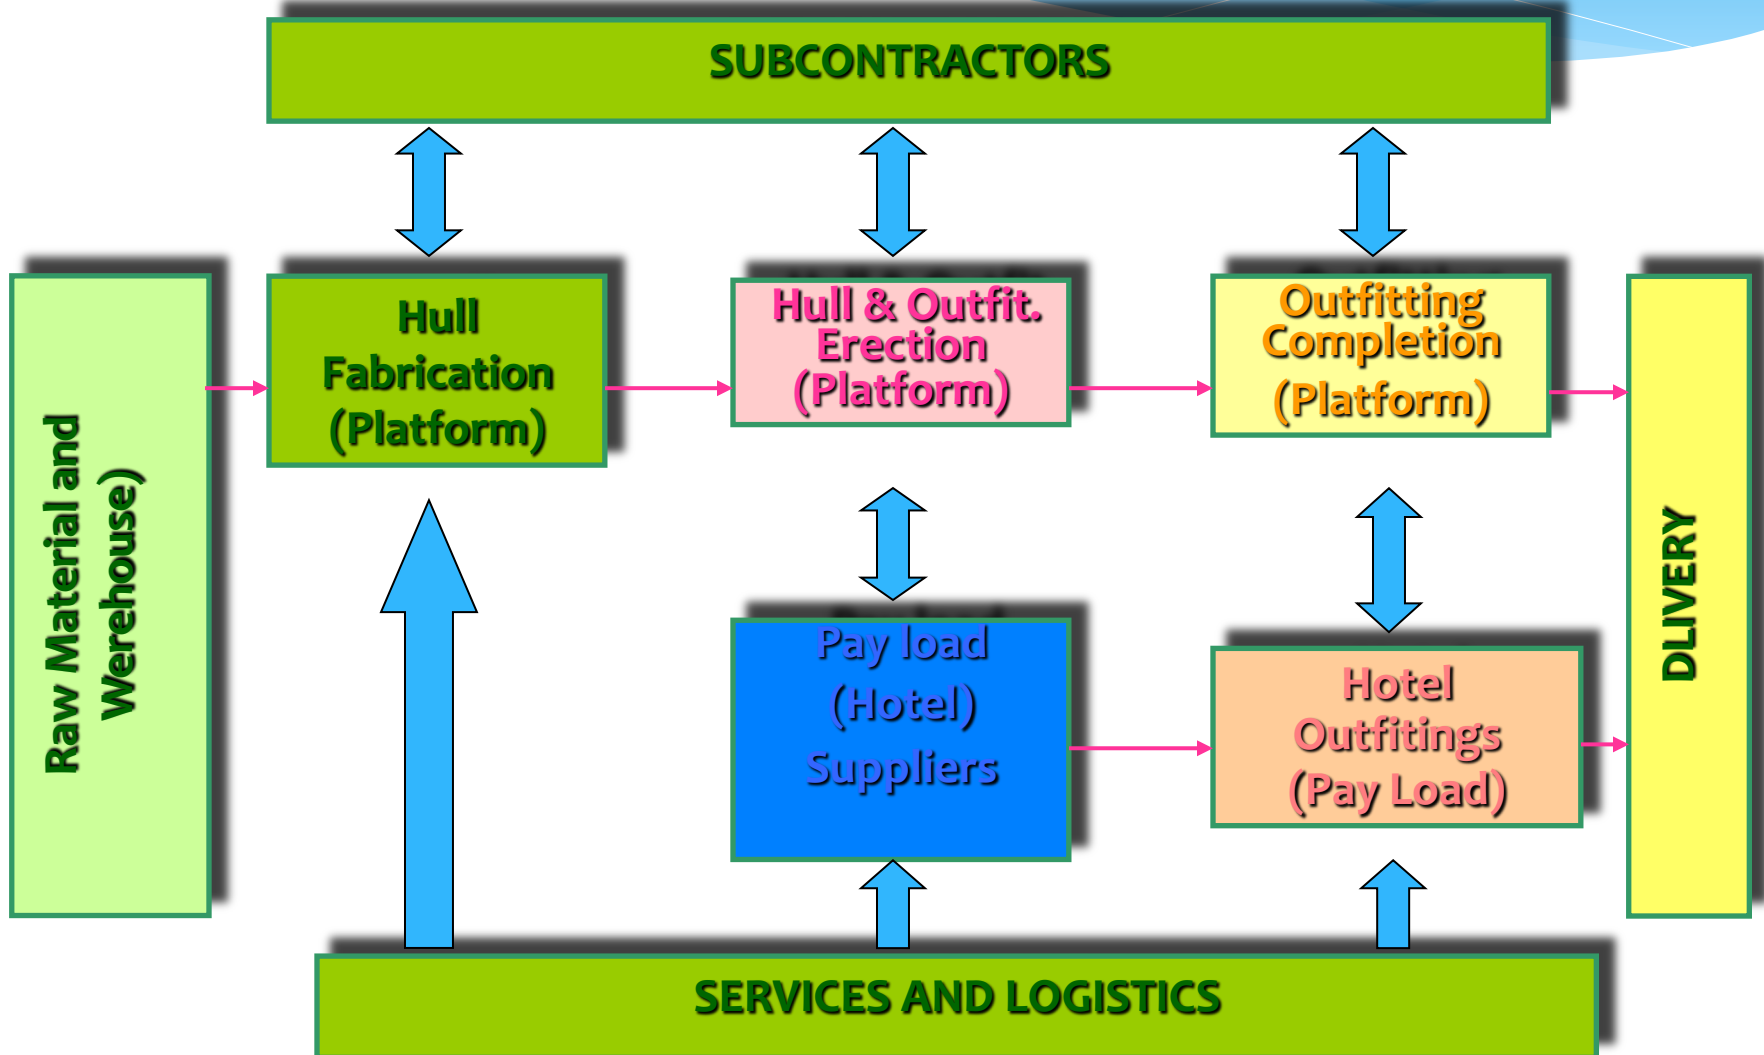 SUBCONTRACTORS
Raw Material and
Werehouse)
Hull
Fabrication
(Platform)
Hull & Outfit.
Erection
(Platform)
Outfitting
Completion
(Platform)
Pay load
(Hotel)
Suppliers
Hotel
Outfitings
(Pay Load)
DLIVERY
SERVICES AND LOGISTICS